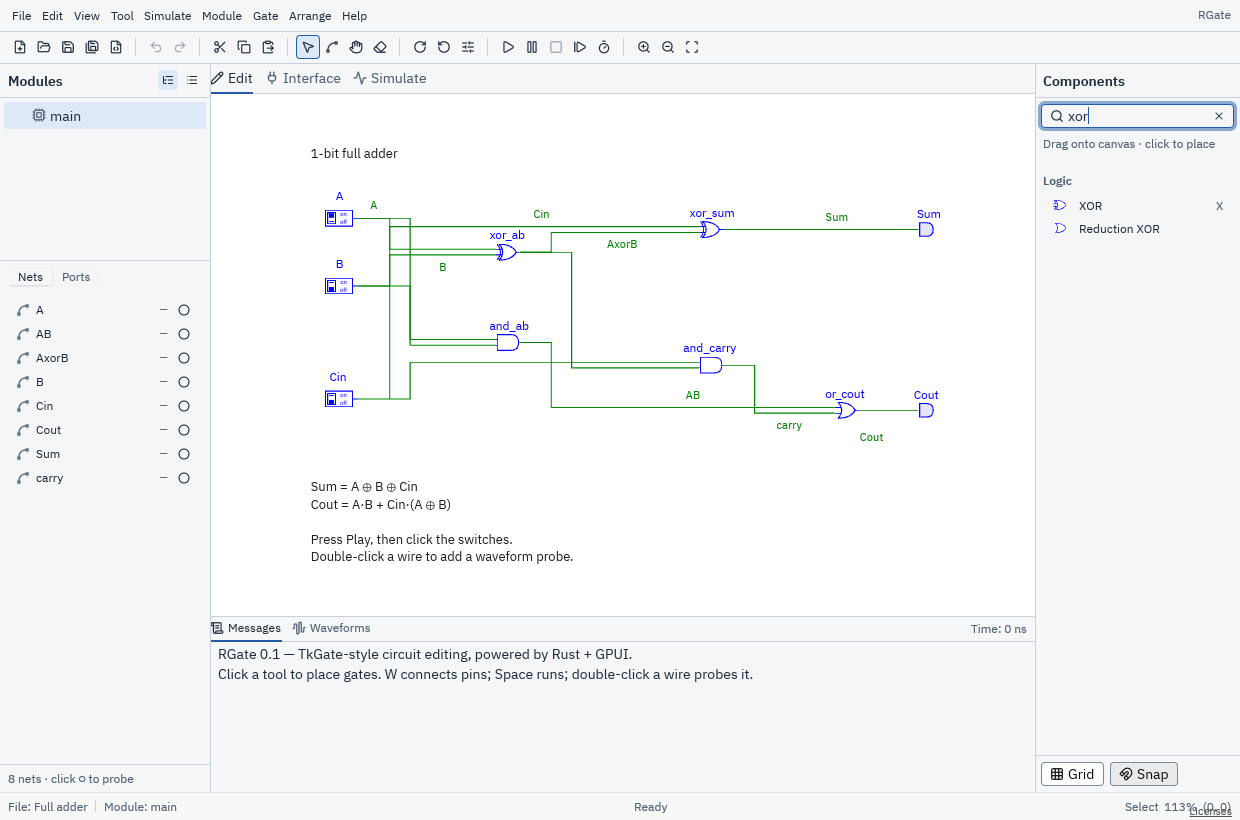 File Edit View Tool Simulate Module Gate Arrange Help RGate
Modules
main
Nets Ports
A
AB
AxorB
B
Cin
Cout
Sum
carry
8 nets · click o to probe
Edit Interface Simulate
1-bit full adder
A
A
on
off
Cin
xor_sum
Sum
Sum
xor_ab
AxorB
B
B
on
off
and_ab
and_carry
Cin
on
off
AB
or_cout
Cout
carry
Cout
Sum = A ⊕ B ⊕ Cin
Cout = A·B + Cin·(A ⊕ B)
Press Play, then click the switches.
Double-click a wire to add a waveform probe.
Messages Waveforms Time: 0 ns
RGate 0.1 — TkGate-style circuit editing, powered by Rust + GPUI.
Click a tool to place gates. W connects pins; Space runs; double-click a wire probes it.
Components
xor
Drag onto canvas · click to place
Logic
XOR X
Reduction XOR
Grid Snap
File: Full adder Module: main Ready Select 113% (0, 0)
Licenses